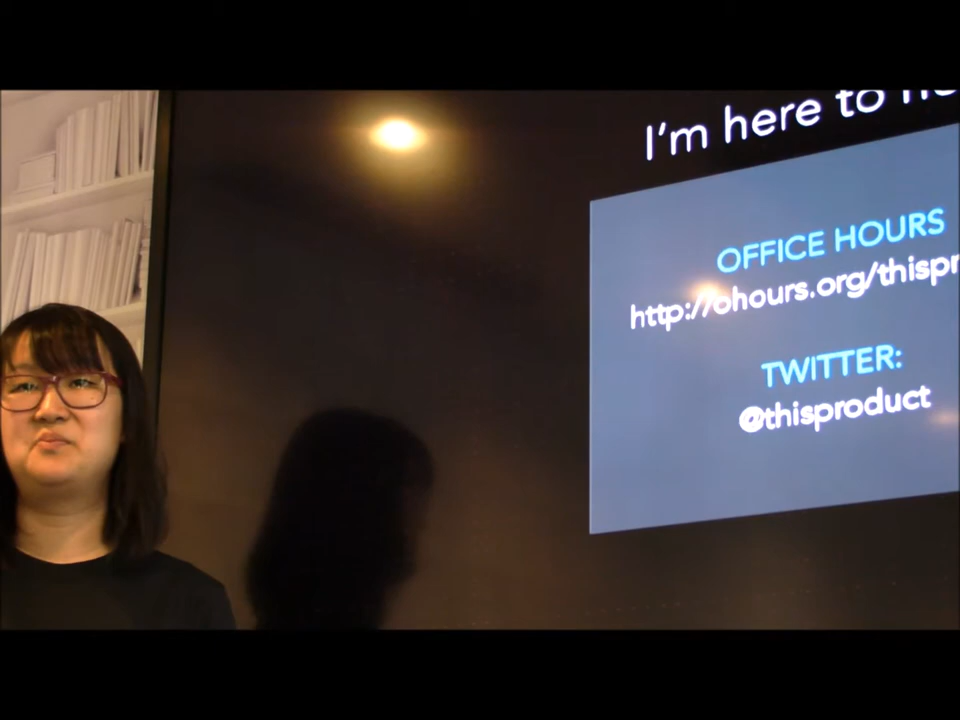 I'm here to
OFFICE HOURS
http://ohours.org/thispr
TWITTER:
@thisproduct